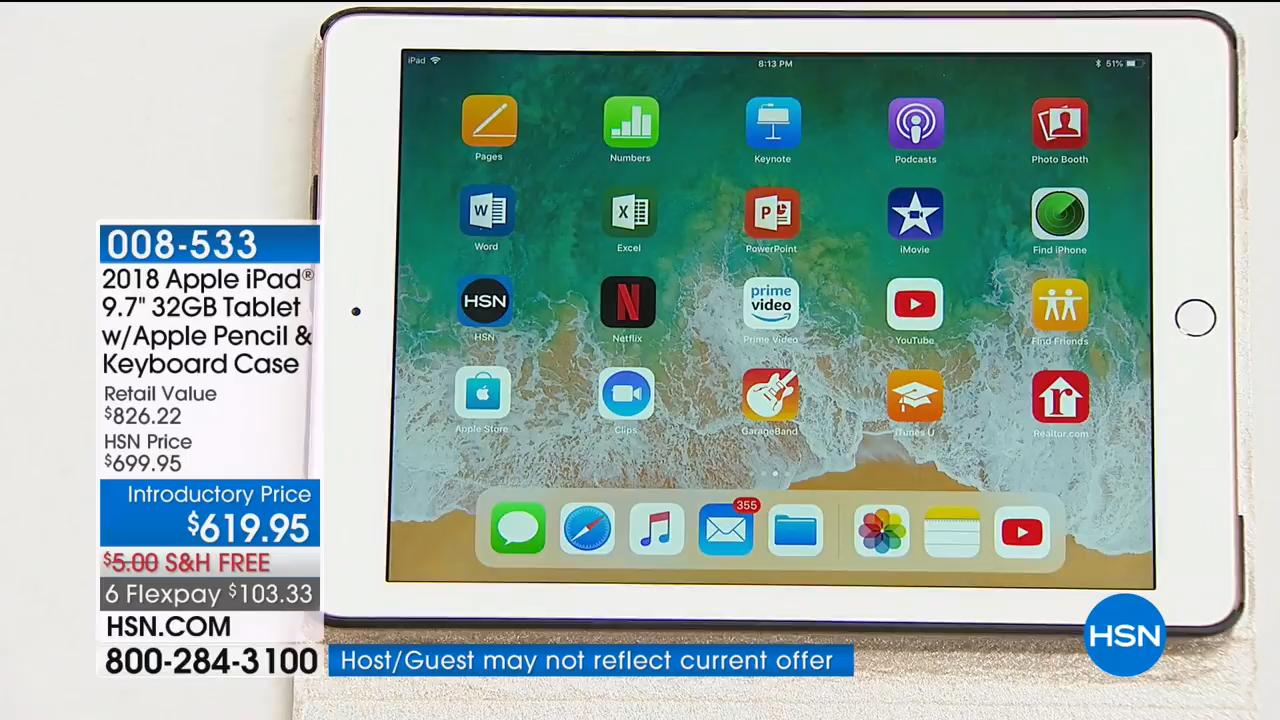 iPad
8:13 PM
51%
Pages
Numbers
Keynote
Podcasts
Photo Booth
W
X
P
Word
Excel
PowerPoint
iMovie
Find iPhone
HSN
N
prime
video
HSN
Netflix
Prime Video
YouTube
Find Friends
r
Apple Store
Clips
GarageBand
iTunes U
Realtor.com
355
008-533
2018 Apple iPad®
9.7" 32GB Tablet
w/Apple Pencil &
Keyboard Case
Retail Value
$826.22
HSN Price
$699.95
Introductory Price
$619.95
$5.00 S&H FREE
6 Flexpay $103.33
HSN.COM
800-284-3100
Host/Guest may not reflect current offer
HSN